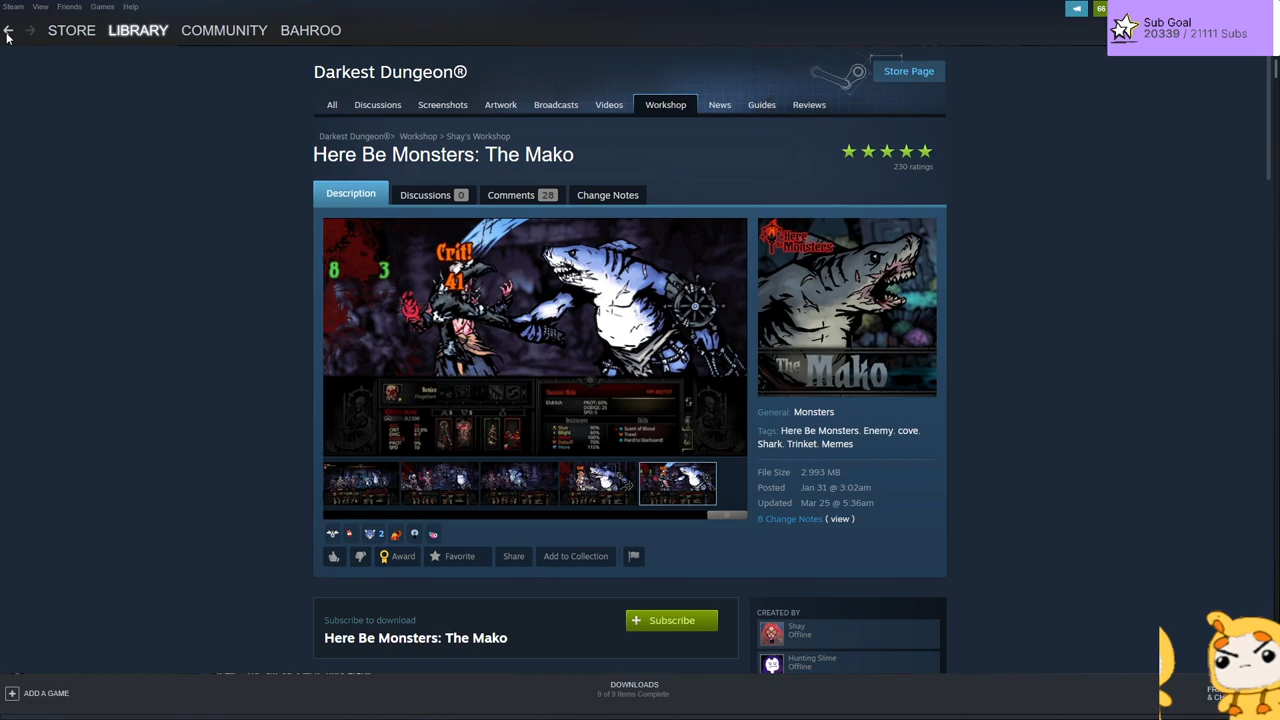 Steam View Friends Games Help
66
Sub Goal
20339 / 21111 Subs
STORE LIBRARY COMMUNITY BAHROO
Darkest Dungeon®
Store Page
All Discussions Screenshots Artwork Broadcasts Videos Workshop News Guides Reviews
Darkest Dungeon®> Workshop > Shay's Workshop
Here Be Monsters: The Mako
230 ratings
Description Discussions 0 Comments 28 Change Notes
8 3
Crit!
41
Here Be
Monsters
The Mako
General: Monsters
Tags: Here Be Monsters, Enemy, cove,
Shark, Trinket, Memes
File Size 2.993 MB
Posted Jan 31 @ 3:02am
Updated Mar 25 @ 5:36am
8 Change Notes ( view )
2
Award Favorite Share Add to Collection
Subscribe to download
Here Be Monsters: The Mako
Subscribe
CREATED BY
Shay
Offline
Hunting Slime
Offline
ADD A GAME
DOWNLOADS
9 of 9 Items Complete